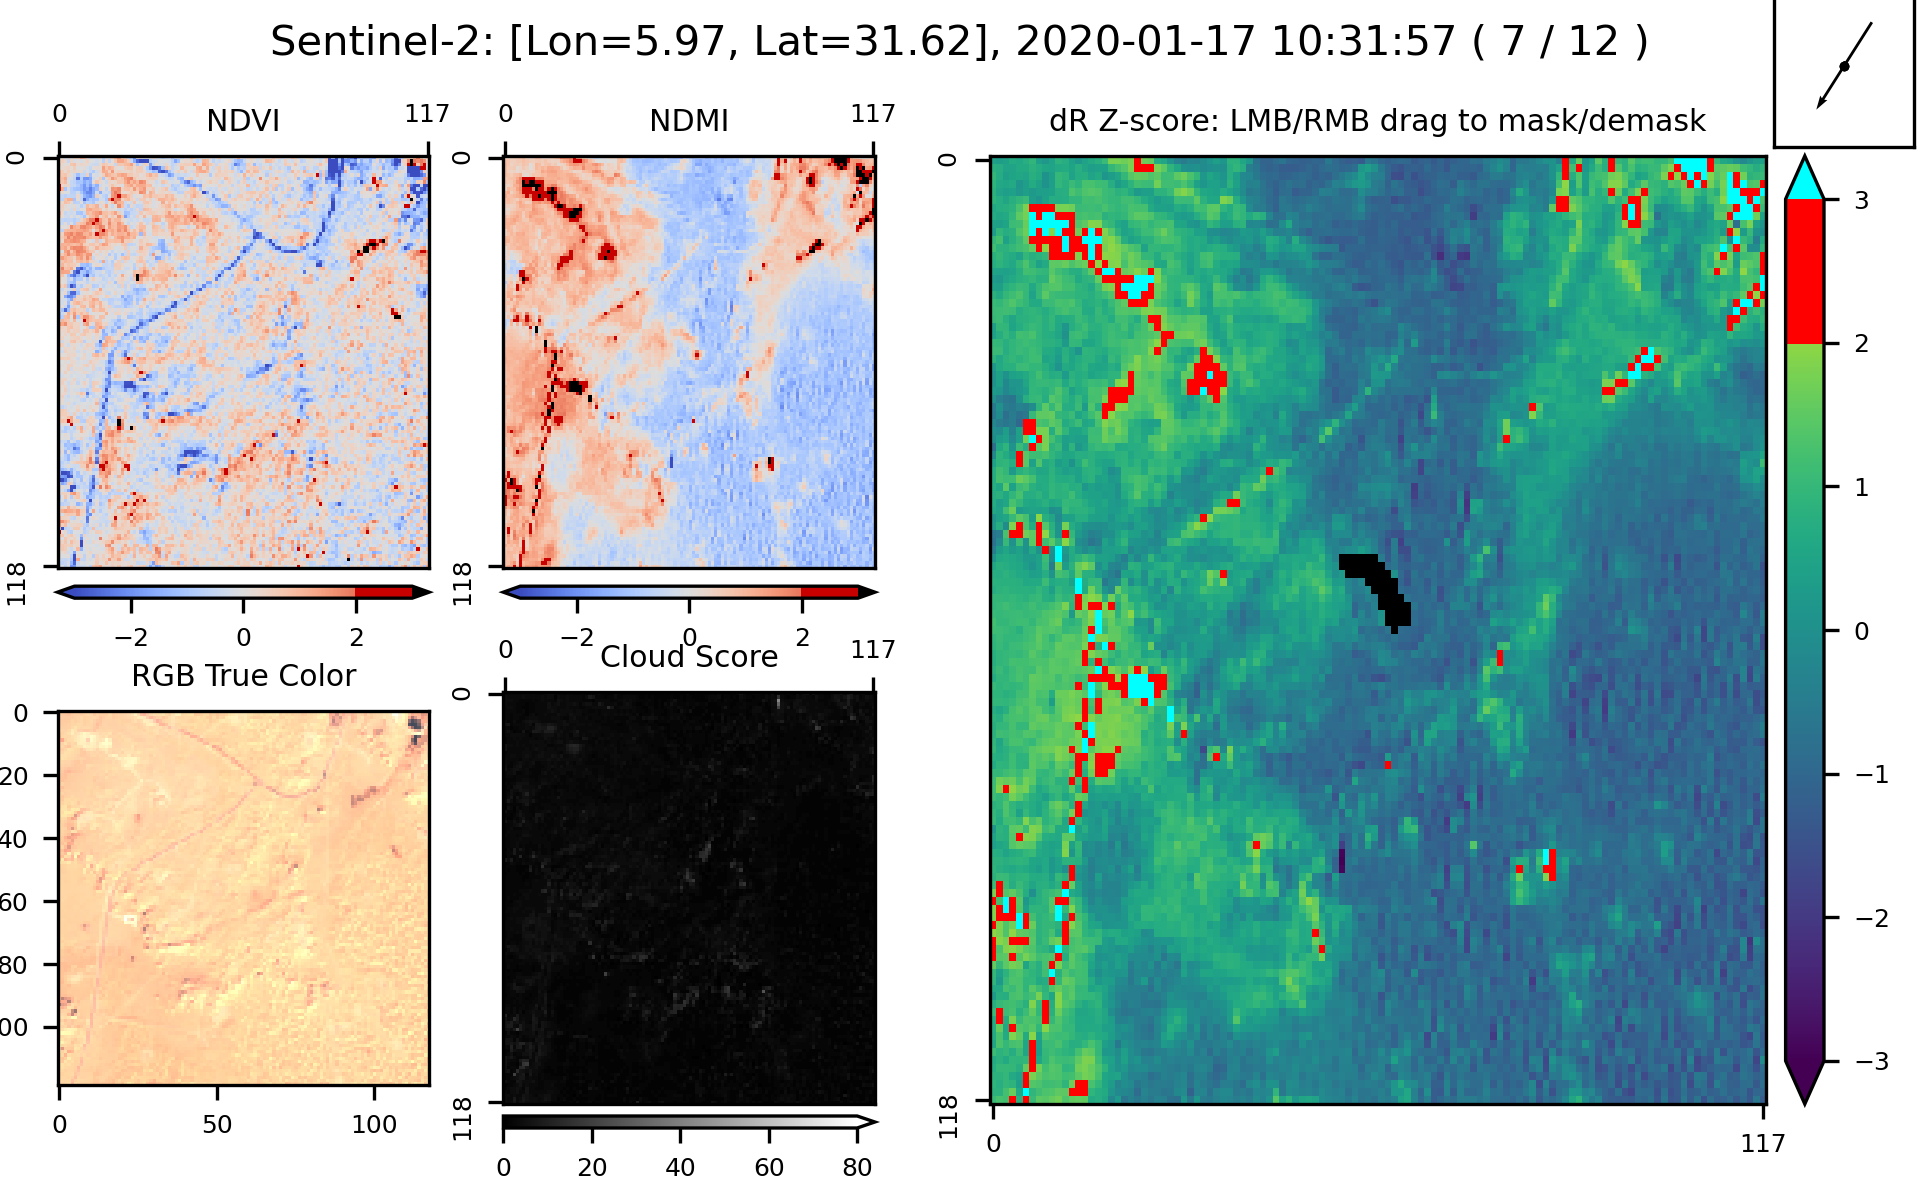 Sentinel-2: [Lon=5.97, Lat=31.62], 2020-01-17 10:31:57 ( 7 / 12 )
0 NDVI 117
0 NDMI 117
dR Z-score: LMB/RMB drag to mask/demask
0
118
−2 0 2
0
118
−2 0 2
0
118
0 117
3
2
1
0
−1
−2
−3
RGB True Color
0
20
40
60
80
00
0 50 100
0 Cloud Score 117
0
118
0 20 40 60 80